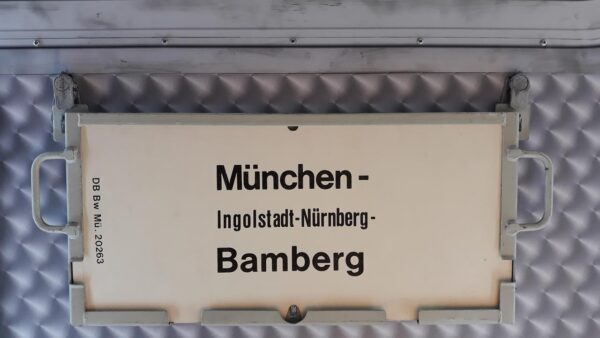 München -
Ingolstadt-Nürnberg-
Bamberg
DB Bw Mü. 20263